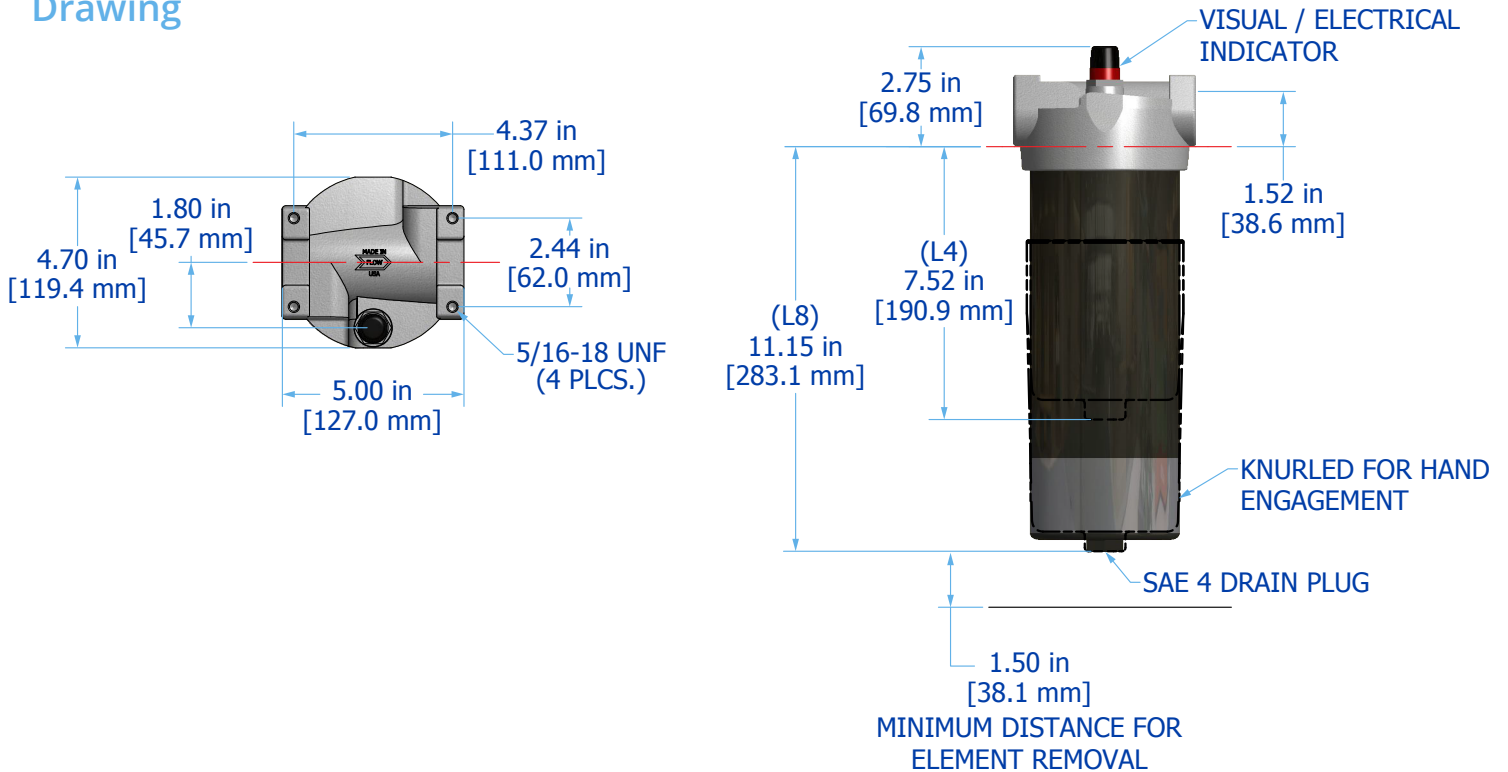 Drawing
4.37 in
[111.0 mm]
1.80 in
[45.7 mm]
4.70 in
[119.4 mm]
MADE IN
FLOW
USA
2.44 in
[62.0 mm]
5/16-18 UNF
(4 PLCS.)
5.00 in
[127.0 mm]
VISUAL / ELECTRICAL
INDICATOR
2.75 in
[69.8 mm]
1.52 in
[38.6 mm]
(L4)
7.52 in
[190.9 mm]
(L8)
11.15 in
[283.1 mm]
KNURLED FOR HAND
ENGAGEMENT
SAE 4 DRAIN PLUG
1.50 in
[38.1 mm]
MINIMUM DISTANCE FOR
ELEMENT REMOVAL